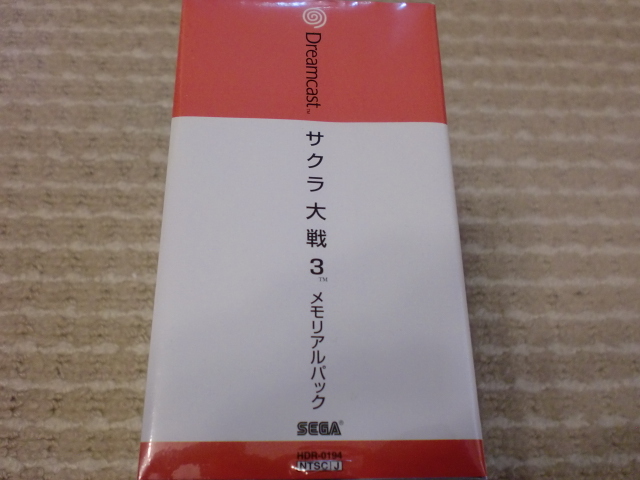 Dreamcast™
サクラ大戦3™
メモリアルパック
SEGA®
HDR-0194
NTSC J